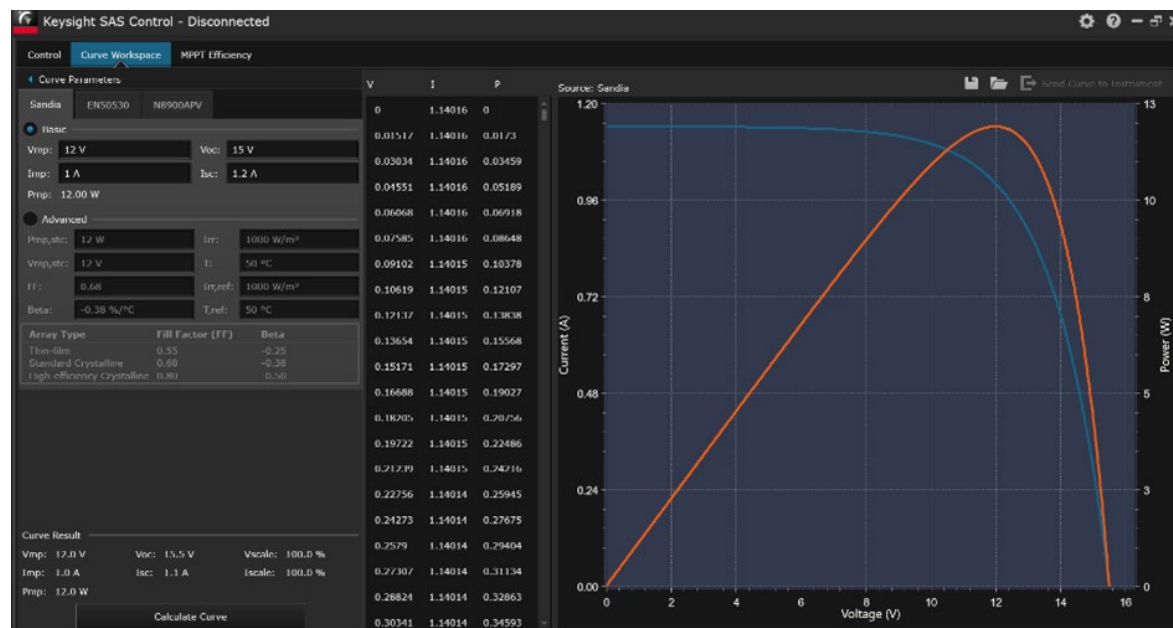 Keysight SAS Control - Disconnected
Control Curve Workspace MPPT Efficiency
Curve Parameters
Sandia EN50530 NB900APV
Basic
Vmp: 12 V Voc: 15 V
Imp: 1 A Isc: 1.2 A
Pmp: 12.00 W
Advanced
Pmp,stc: 12 W Irr: 1000 W/m²
Vmp,stc: 12 V T: 50 °C
FF: 0.68 Irr,ref: 1000 W/m²
Beta: -0.38 %/°C T,ref: 50 °C
Array Type Fill Factor (FF) Beta
Thin-film 0.55 -0.25
Standard Crystalline 0.68 -0.38
High-efficiency Crystalline 0.80 -0.50
Curve Result
Vmp: 12.0 V Voc: 15.5 V Vscale: 100.0 %
Imp: 1.0 A Isc: 1.1 A Iscale: 100.0 %
Pmp: 12.0 W
Calculate Curve
V I P
0 1.14016 0
0.01517 1.14016 0.0173
0.03034 1.14016 0.03459
0.04551 1.14016 0.05189
0.06068 1.14016 0.06918
0.07585 1.14016 0.08648
0.09102 1.14015 0.10378
0.10619 1.14015 0.12107
0.12137 1.14015 0.13838
0.13654 1.14015 0.15568
0.15171 1.14015 0.17297
0.16688 1.14015 0.19027
0.18205 1.14015 0.20756
0.19722 1.14015 0.22486
0.21239 1.14015 0.24216
0.22756 1.14014 0.25945
0.24273 1.14014 0.27675
0.2579 1.14014 0.29404
0.27307 1.14014 0.31134
0.28824 1.14014 0.32863
0.30341 1.14014 0.34593
Source: Sandia
Send Curve to Instrument
1.20
0.96
0.72
0.48
0.24
0.00
Current (A)
13
10
8
5
3
0
Power (W)
0 2 4 6 8 10 12 14 16
Voltage (V)